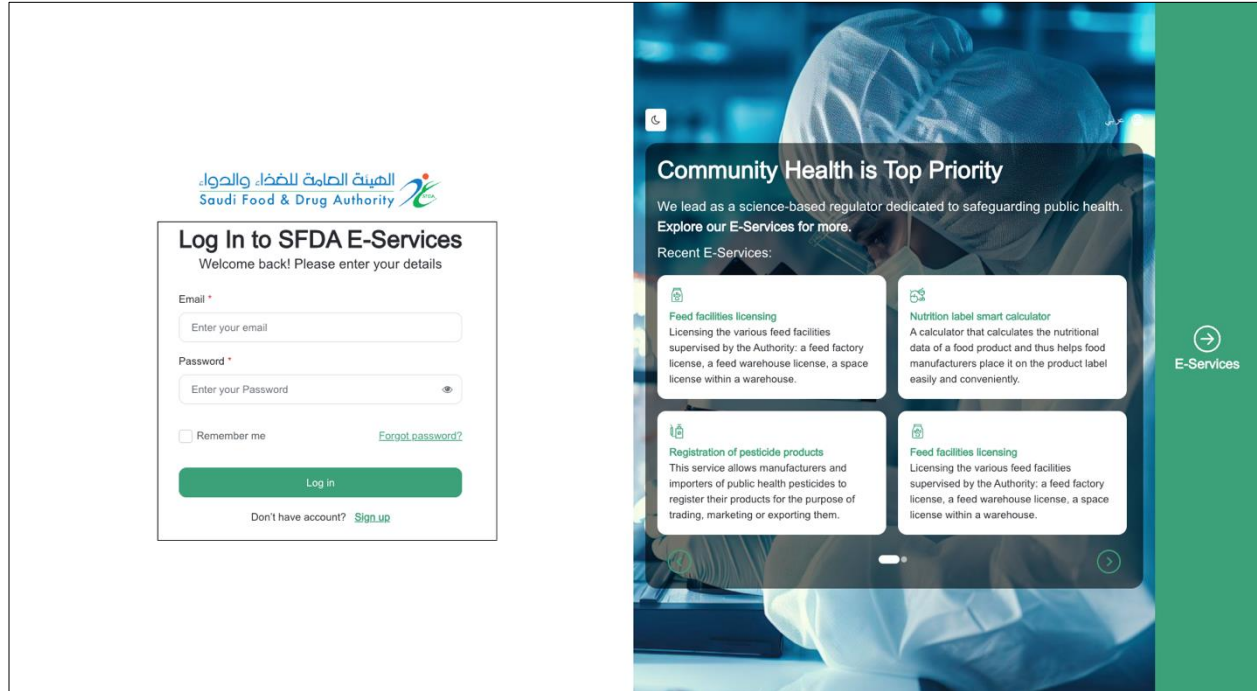 الهيئة العامة للغذاء والدواء
Saudi Food & Drug Authority
SFDA
Log In to SFDA E-Services
Welcome back! Please enter your details
Email *
Enter your email
Password *
Enter your Password
Remember me
Forgot password?
Log in
Don't have account? Sign up
عربي
Community Health is Top Priority
We lead as a science-based regulator dedicated to safeguarding public health.
Explore our E-Services for more.
Recent E-Services:
Feed facilities licensing
Licensing the various feed facilities
supervised by the Authority: a feed factory
license, a feed warehouse license, a space
license within a warehouse.
Nutrition label smart calculator
A calculator that calculates the nutritional
data of a food product and thus helps food
manufacturers place it on the product label
easily and conveniently.
Registration of pesticide products
This service allows manufacturers and
importers of public health pesticides to
register their products for the purpose of
trading, marketing or exporting them.
Feed facilities licensing
Licensing the various feed facilities
supervised by the Authority: a feed factory
license, a feed warehouse license, a space
license within a warehouse.
E-Services